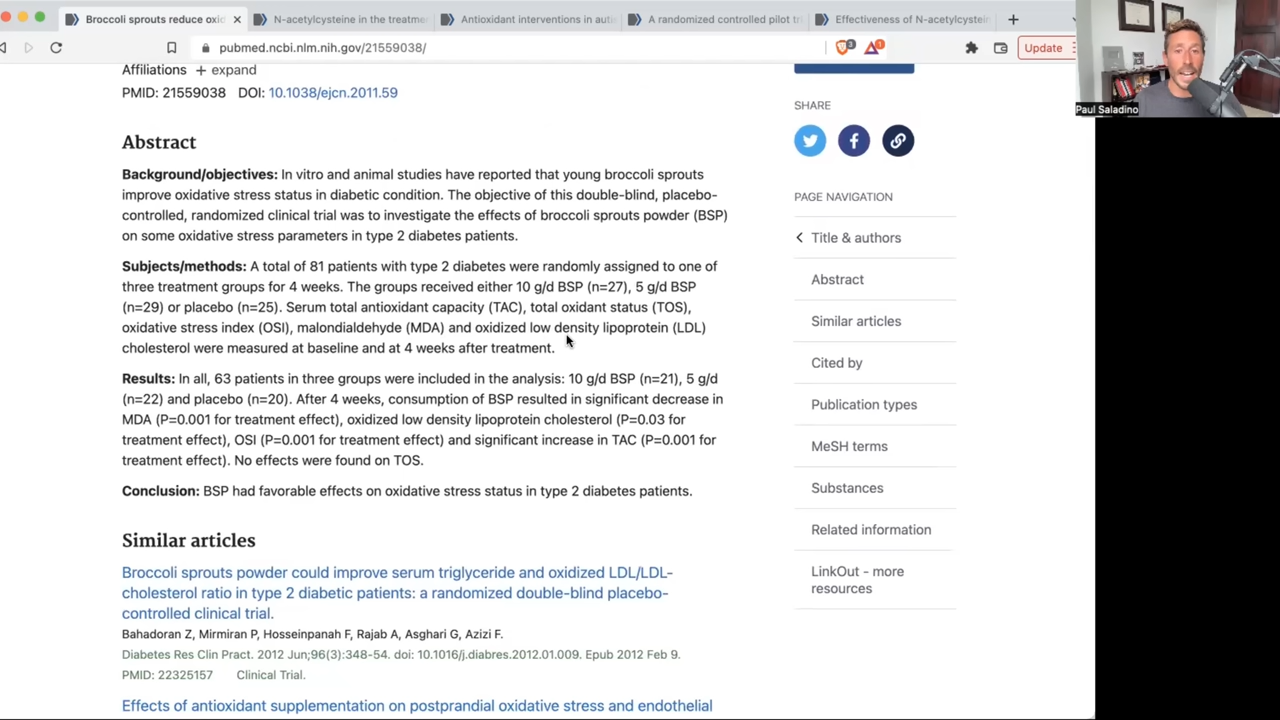 Broccoli sprouts reduce oxid
N-acetylcysteine in the treatmen
Antioxidant interventions in auti
A randomized controlled pilot tri
Effectiveness of N-acetylcystein
pubmed.ncbi.nlm.nih.gov/21559038/
3
1
Update
Paul Saladino
Affiliations + expand
PMID: 21559038 DOI: 10.1038/ejcn.2011.59
Abstract
Background/objectives: In vitro and animal studies have reported that young broccoli sprouts
improve oxidative stress status in diabetic condition. The objective of this double-blind, placebo-
controlled, randomized clinical trial was to investigate the effects of broccoli sprouts powder (BSP)
on some oxidative stress parameters in type 2 diabetes patients.
Subjects/methods: A total of 81 patients with type 2 diabetes were randomly assigned to one of
three treatment groups for 4 weeks. The groups received either 10 g/d BSP (n=27), 5 g/d BSP
(n=29) or placebo (n=25). Serum total antioxidant capacity (TAC), total oxidant status (TOS),
oxidative stress index (OSI), malondialdehyde (MDA) and oxidized low density lipoprotein (LDL)
cholesterol were measured at baseline and at 4 weeks after treatment.
Results: In all, 63 patients in three groups were included in the analysis: 10 g/d BSP (n=21), 5 g/d
(n=22) and placebo (n=20). After 4 weeks, consumption of BSP resulted in significant decrease in
MDA (P=0.001 for treatment effect), oxidized low density lipoprotein cholesterol (P=0.03 for
treatment effect), OSI (P=0.001 for treatment effect) and significant increase in TAC (P=0.001 for
treatment effect). No effects were found on TOS.
Conclusion: BSP had favorable effects on oxidative stress status in type 2 diabetes patients.
Similar articles
Broccoli sprouts powder could improve serum triglyceride and oxidized LDL/LDL-
cholesterol ratio in type 2 diabetic patients: a randomized double-blind placebo-
controlled clinical trial.
Bahadoran Z, Mirmiran P, Hosseinpanah F, Rajab A, Asghari G, Azizi F.
Diabetes Res Clin Pract. 2012 Jun;96(3):348-54. doi: 10.1016/j.diabres.2012.01.009. Epub 2012 Feb 9.
PMID: 22325157 Clinical Trial.
Effects of antioxidant supplementation on postprandial oxidative stress and endothelial
SHARE
PAGE NAVIGATION
Title & authors
Abstract
Similar articles
Cited by
Publication types
MeSH terms
Substances
Related information
LinkOut - more
resources